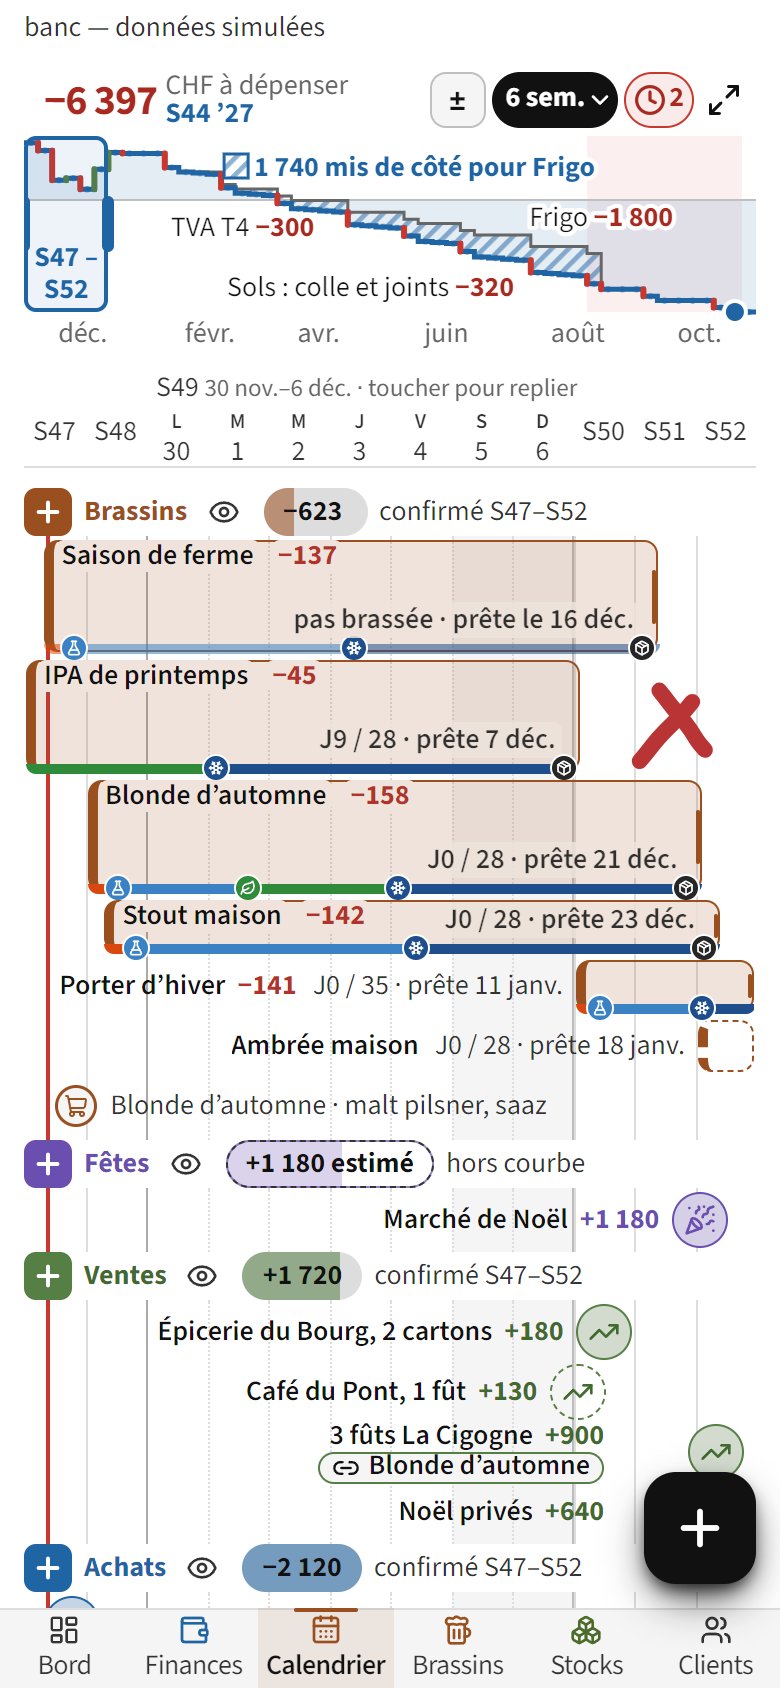 banc — données simulées
−6 397 CHF à dépenser
S44 ’27
±
6 sem.
2
1 740 mis de côté pour Frigo
Frigo −1 800
TVA T4 −300
S47 –
S52
Sols : colle et joints −320
déc. févr. avr. juin août oct.
S49 30 nov.–6 déc. · toucher pour replier
S47 S48 L M M J V S D S50 S51 S52
30 1 2 3 4 5 6
Brassins −623 confirmé S47–S52
Saison de ferme −137
pas brassée · prête le 16 déc.
IPA de printemps −45
J9 / 28 · prête 7 déc.
Blonde d’automne −158
J0 / 28 · prête 21 déc.
Stout maison −142 J0 / 28 · prête 23 déc.
Porter d’hiver −141 J0 / 35 · prête 11 janv.
Ambrée maison J0 / 28 · prête 18 janv.
Blonde d’automne · malt pilsner, saaz
Fêtes +1 180 estimé hors courbe
Marché de Noël +1 180
Ventes +1 720 confirmé S47–S52
Épicerie du Bourg, 2 cartons +180
Café du Pont, 1 fût +130
3 fûts La Cigogne +900
Blonde d’automne
Noël privés +640
Achats −2 120 confirmé S47–S52
Bord Finances Calendrier Brassins Stocks Clients